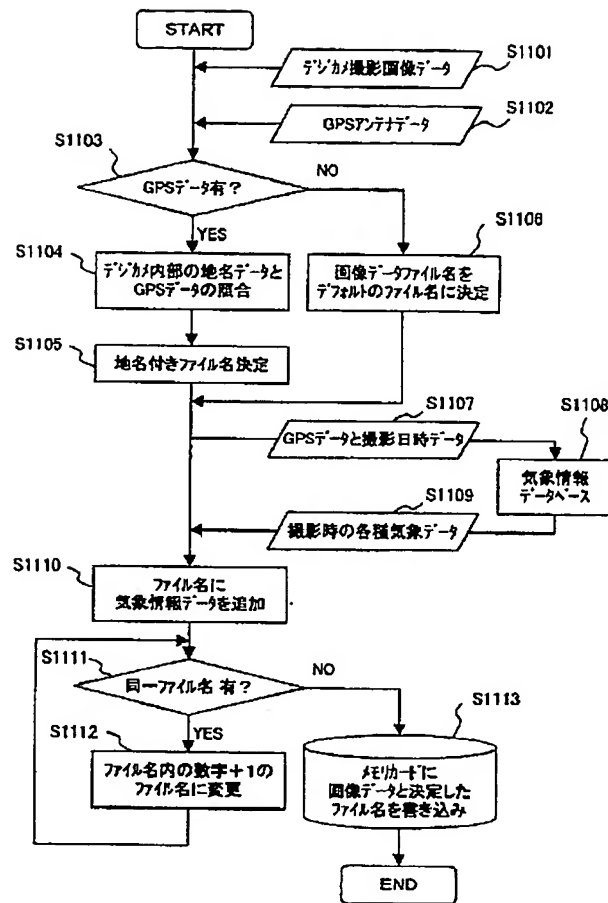 START
S1101
デジカメ撮影画像データ
S1102
GPSアンテナデータ
S1103
GPSデータ有?
NO
YES
S1104
デジカメ内部の地名データと
GPSデータの照合
S1106
画像データファイル名を
デフォルトのファイル名に決定
S1105
地名付きファイル名決定
S1107
GPSデータと撮影日時データ
S1108
気象情報
データベース
S1109
撮影時の各種気象データ
S1110
ファイル名に
気象情報データを追加
S1111
同一ファイル名 有?
NO
YES
S1112
ファイル名内の数字+1の
ファイル名に変更
S1113
メモリカードに
画像データと決定した
ファイル名を書き込み
END